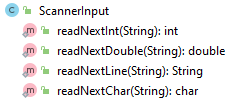 ScannerInput
readNextInt(String): int
readNextDouble(String): double
readNextLine(String): String
readNextChar(String): char